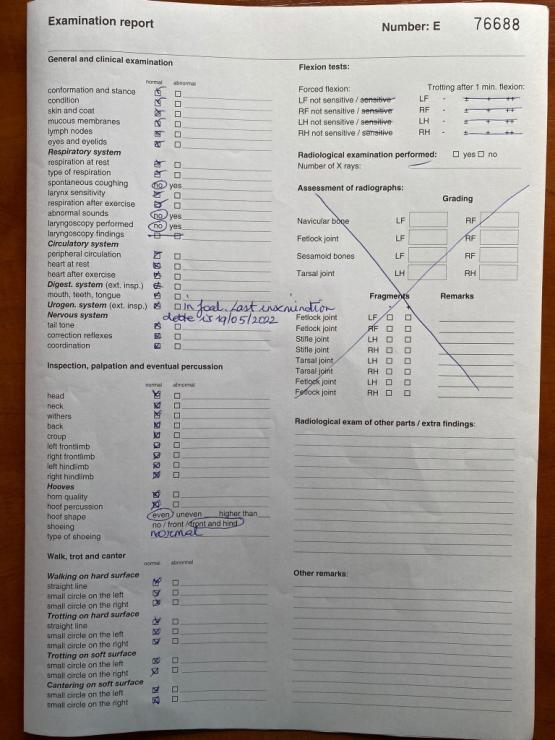 Examination report
Number: E 76688
General and clinical examination
normal abnormal
conformation and stance
condition
skin and coat
mucous membranes
lymph nodes
eyes and eyelids
Respiratory system
respiration at rest
type of respiration
spontaneous coughing no yes
larynx sensitivity
respiration after exercise
abnormal sounds no yes
laryngoscopy performed no yes
laryngoscopy findings
Circulatory system
peripheral circulation
heart at rest
heart after exercise
Digest. system (ext. insp.)
mouth, teeth, tongue
Urogen. system (ext. insp.) in foal. Last insemination
Nervous system date is 19/05/2022
tail tone
correction reflexes
coordination
Inspection, palpation and eventual percussion
normal abnormal
head
neck
withers
back
croup
left frontlimb
right frontlimb
left hindlimb
right hindlimb
Hooves
horn quality
hoof percussion
hoof shape even / uneven higher than
shoeing no / front / front and hind
type of shoeing normal
Walk, trot and canter
normal abnormal
Walking on hard surface
straight line
small circle on the left
small circle on the right
Trotting on hard surface
straight line
small circle on the left
small circle on the right
Trotting on soft surface
small circle on the left
small circle on the right
Cantering on soft surface
small circle on the left
small circle on the right
Flexion tests:
Forced flexion: Trotting after 1 min. flexion:
LF not sensitive / sensitive LF - ± + ++
RF not sensitive / sensitive RF - ± + ++
LH not sensitive / sensitive LH - ± + ++
RH not sensitive / sensitive RH - ± + ++
Radiological examination performed: yes no
Number of X rays:
Assessment of radiographs:
Grading
Navicular bone LF RF
Fetlock joint LF RF
Sesamoid bones LF RF
Tarsal joint LH RH
Fragments Remarks
Fetlock joint LF
Fetlock joint RF
Stifle joint LH
Stifle joint RH
Tarsal joint LH
Tarsal joint RH
Fetlock joint LH
Fetlock joint RH
Radiological exam of other parts / extra findings:
Other remarks: